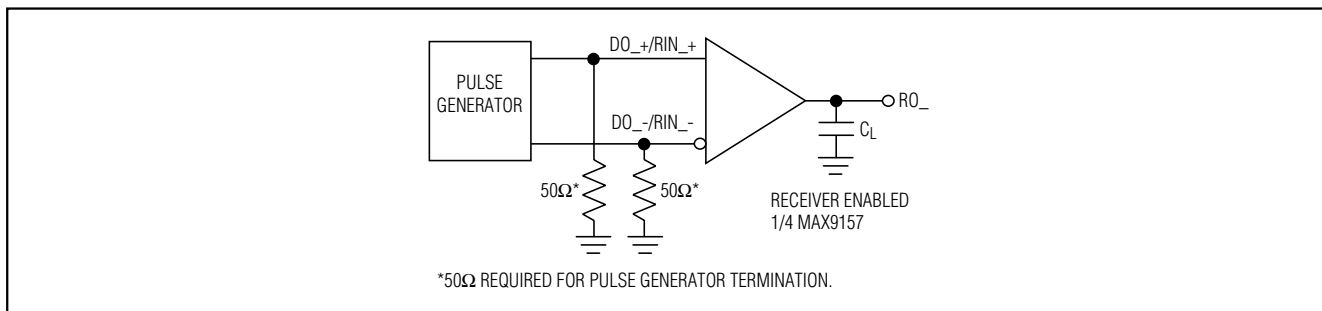 DO_+/RIN_+
PULSE
GENERATOR
RO_
DO_-/RIN_-
CL
50Ω*
50Ω*
RECEIVER ENABLED
1/4 MAX9157
*50Ω REQUIRED FOR PULSE GENERATOR TERMINATION.